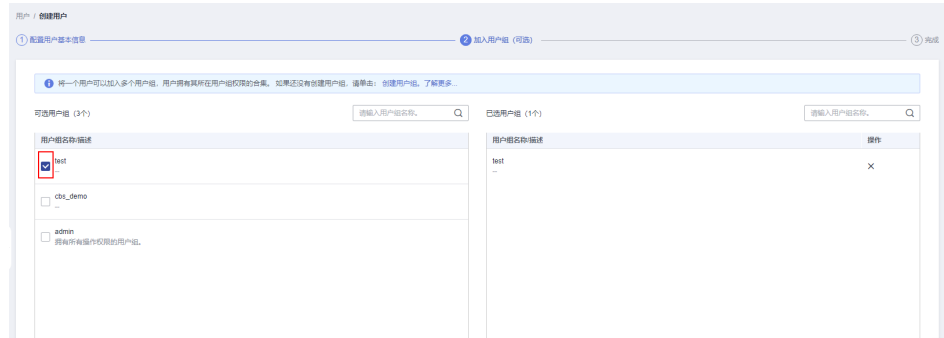 用户 / 创建用户
1 配置用户基本信息 2 加入用户组（可选） 3 完成
将一个用户可以加入多个用户组，用户拥有其所在用户组权限的合集。如果还没有创建用户组，请单击：创建用户组。了解更多...
可选用户组（3个） 请输入用户组名称。 已选用户组（1个） 请输入用户组名称。
用户组名称/描述 用户组名称/描述 操作
test test
-- --
cbs_demo
--
admin
拥有所有操作权限的用户组。